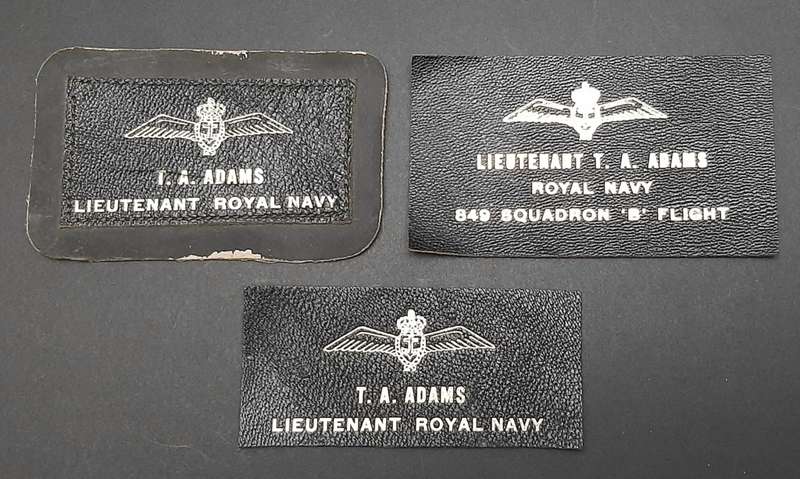 T. A. ADAMS
LIEUTENANT ROYAL NAVY
LIEUTENANT T. A. ADAMS
ROYAL NAVY
849 SQUADRON 'B' FLIGHT
T. A. ADAMS
LIEUTENANT ROYAL NAVY